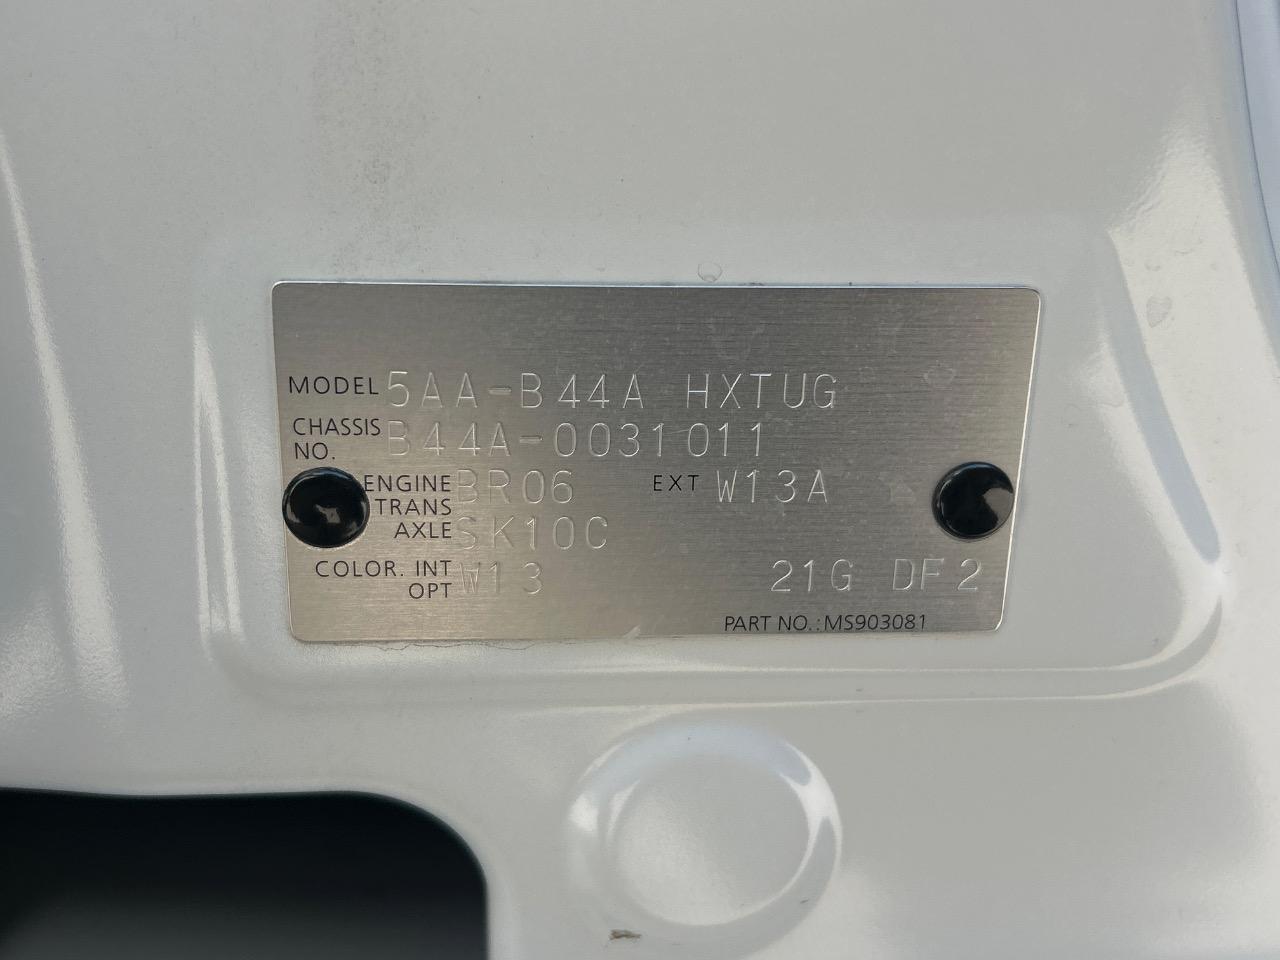 MODEL 5AA-B44A HXTUG
CHASSIS NO. B44A-0031011
ENGINE BR06 EXT W13A
TRANS AXLE SK10C
COLOR. INT W13
OPT 21G DF2
PART NO.:MS903081